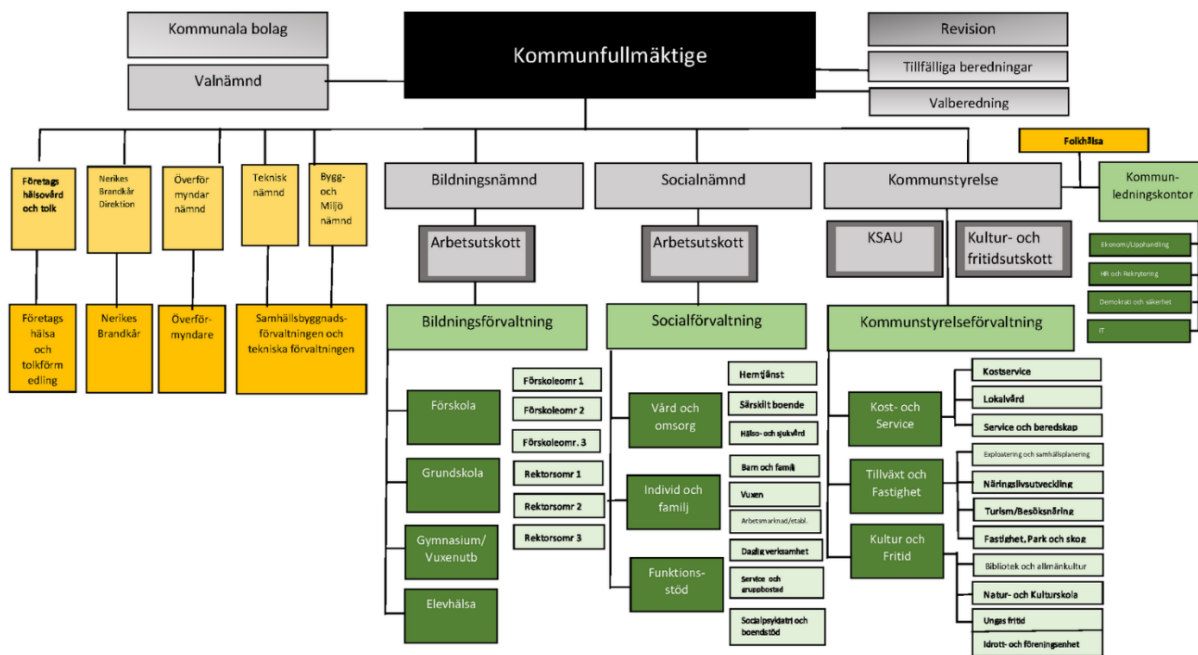 Kommunala bolag
Kommunfullmäktige
Revision
Valnämnd
Tillfälliga beredningar
Valberedning
Folkhälsa
Företags
hälsovård
och tolk
Nerikes
Brandkår
Direktion
Överför
myndar
nämnd
Teknisk
nämnd
Bygg-
och
Miljö
nämnd
Bildningsnämnd
Socialnämnd
Kommunstyrelse
Kommun-
ledningskontor
Arbetsutskott
Arbetsutskott
KSAU
Kultur- och
fritidsutskott
Ekonomi/Upphandling
HR och Rekrytering
Demokrati och säkerhet
IT
Företags
hälsa
och
tolkförm
edling
Nerikes
Brandkår
Överför-
myndare
Samhällsbyggnads-
förvaltningen och
tekniska förvaltningen
Bildningsförvaltning
Socialförvaltning
Kommunstyrelseförvaltning
Förskola
Grundskola
Gymnasium/
Vuxenutb
Elevhälsa
Förskoleomr 1
Förskoleomr 2
Förskoleomr. 3
Rektorsomr 1
Rektorsomr 2
Rektorsomr 3
Vård och
omsorg
Individ och
familj
Funktions-
stöd
Hemtjänst
Särskilt boende
Hälso- och sjukvård
Barn och familj
Vuxen
Arbetsmarknad/etabl.
Daglig verksamhet
Service och
gruppbostad
Socialpsykiatri och
boendstöd
Kost- och
Service
Tillväxt och
Fastighet
Kultur och
Fritid
Kostservice
Lokalvård
Service och beredskap
Exploatering och samhällsplanering
Näringslivsutveckling
Turism/Besöksnäring
Fastighet, Park och skog
Bibliotek och allmänkultur
Natur- och Kulturskola
Ungas fritid
Idrott- och föreningsenhet